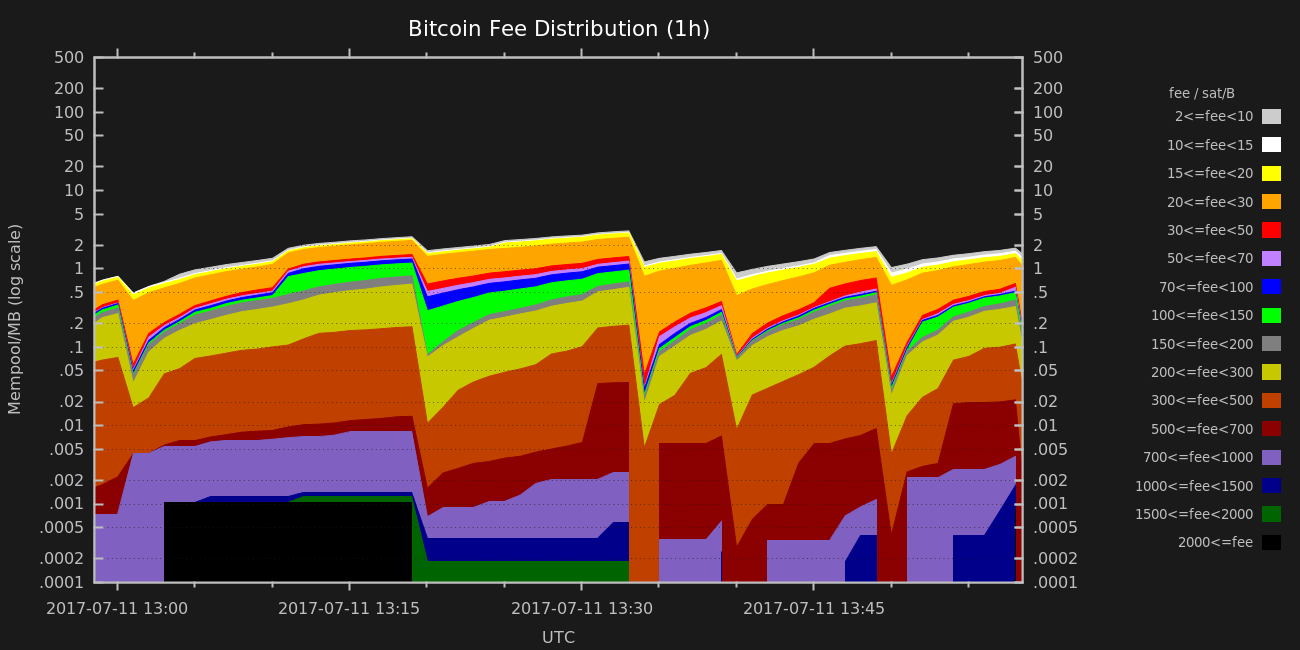 Bitcoin Fee Distribution (1h)
Mempool/MB (log scale)
500
200
100
50
20
10
5
2
1
.5
.2
.1
.05
.02
.01
.005
.002
.001
.0005
.0002
.0001
500
200
100
50
20
10
5
2
1
.5
.2
.1
.05
.02
.01
.005
.002
.001
.0005
.0002
.0001
fee / sat/B
2<=fee<10
10<=fee<15
15<=fee<20
20<=fee<30
30<=fee<50
50<=fee<70
70<=fee<100
100<=fee<150
150<=fee<200
200<=fee<300
300<=fee<500
500<=fee<700
700<=fee<1000
1000<=fee<1500
1500<=fee<2000
2000<=fee
2017-07-11 13:00
2017-07-11 13:15
2017-07-11 13:30
2017-07-11 13:45
UTC